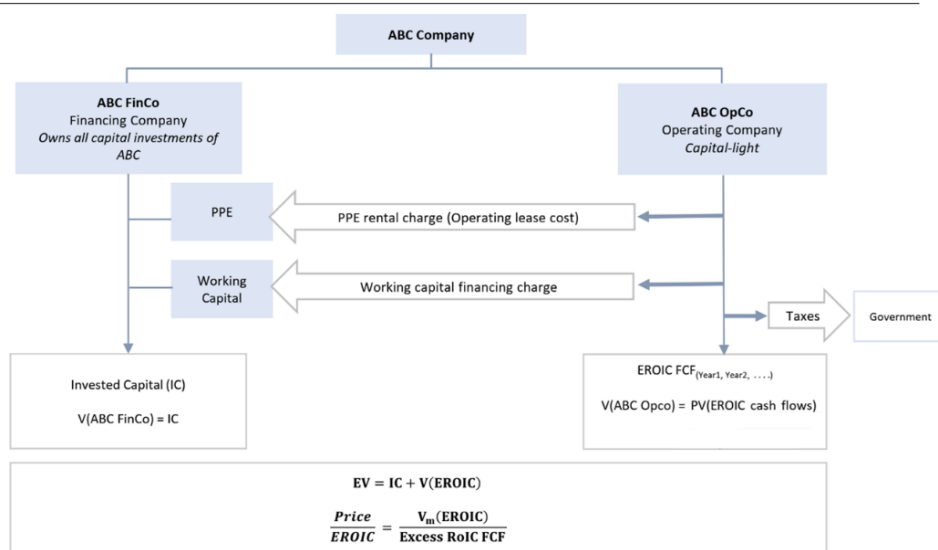 ABC Company
ABC FinCo
Financing Company
Owns all capital investments of
ABC
ABC OpCo
Operating Company
Capital-light
PPE
PPE rental charge (Operating lease cost)
Working
Capital
Working capital financing charge
Taxes
Government
Invested Capital (IC)
V(ABC FinCo) = IC
EROIC FCF(Year1, Year2, . . . .)
V(ABC Opco) = PV(EROIC cash flows)
EV = IC + V(EROIC)
Price / EROIC = Vm(EROIC) / Excess RoIC FCF